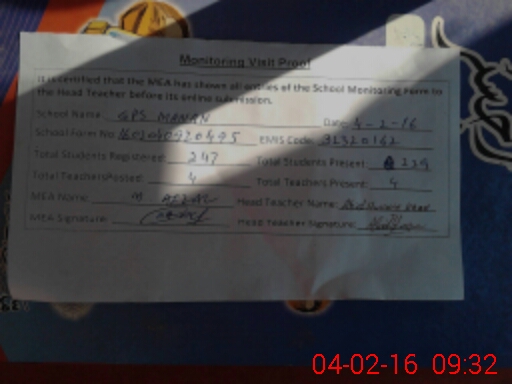 Monitoring Visit Proof
It is certified that the MEA has shown all entries of the School Monitoring Form to
the Head Teacher before its online submission.
School Name: GPS MANAN Date: 4-2-16
School Form No: EMIS Code: 31320162
Total Students Registered: 247 Total Students Present: 239
Total Teachers Posted: 4 Total Teachers Present: 4
MEA Name: Head Teacher Name:
MEA Signature: Head Teacher Signature:
04-02-16 09:32